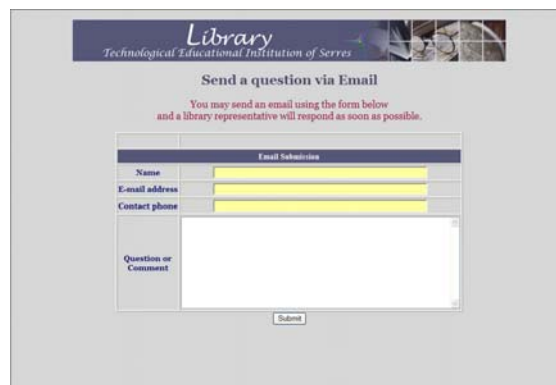 Library
Technological Educational Institution of Serres
Send a question via Email
You may send an email using the form below
and a library representative will respond as soon as possible.
Email Submission
Name
E-mail address
Contact phone
Question or
Comment
Submit